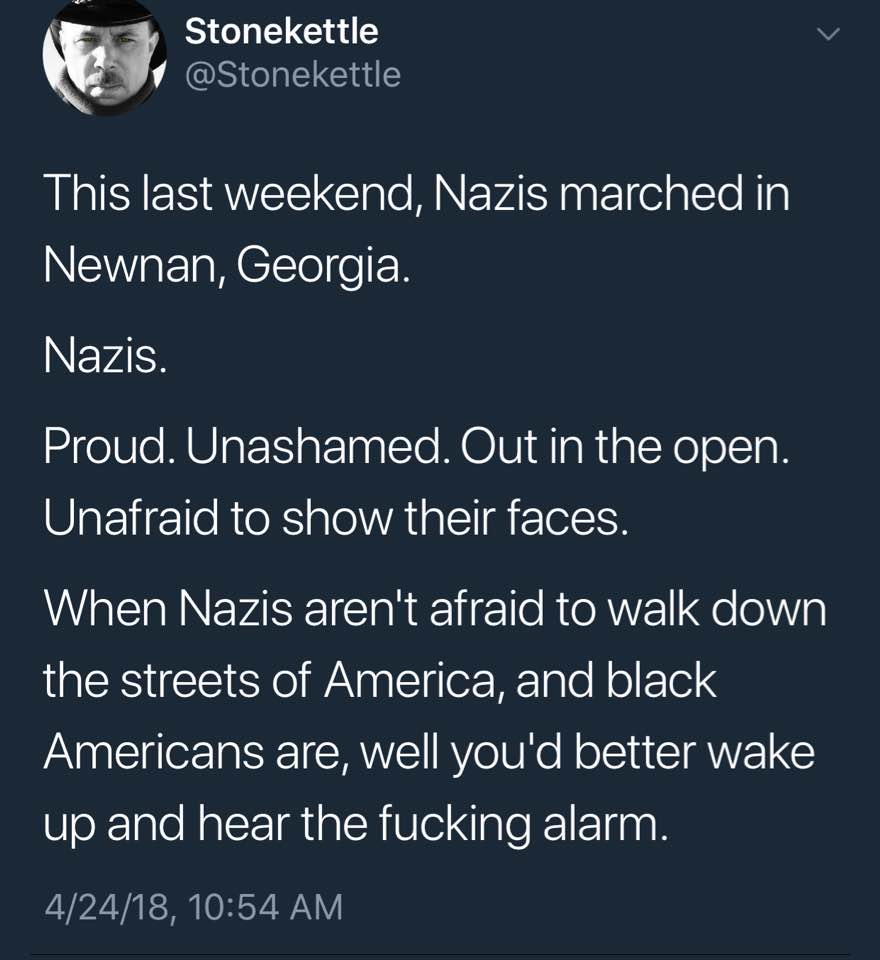 Stonekettle
@Stonekettle
This last weekend, Nazis marched in
Newnan, Georgia.
Nazis.
Proud. Unashamed. Out in the open.
Unafraid to show their faces.
When Nazis aren't afraid to walk down
the streets of America, and black
Americans are, well you'd better wake
up and hear the fucking alarm.
4/24/18, 10:54 AM